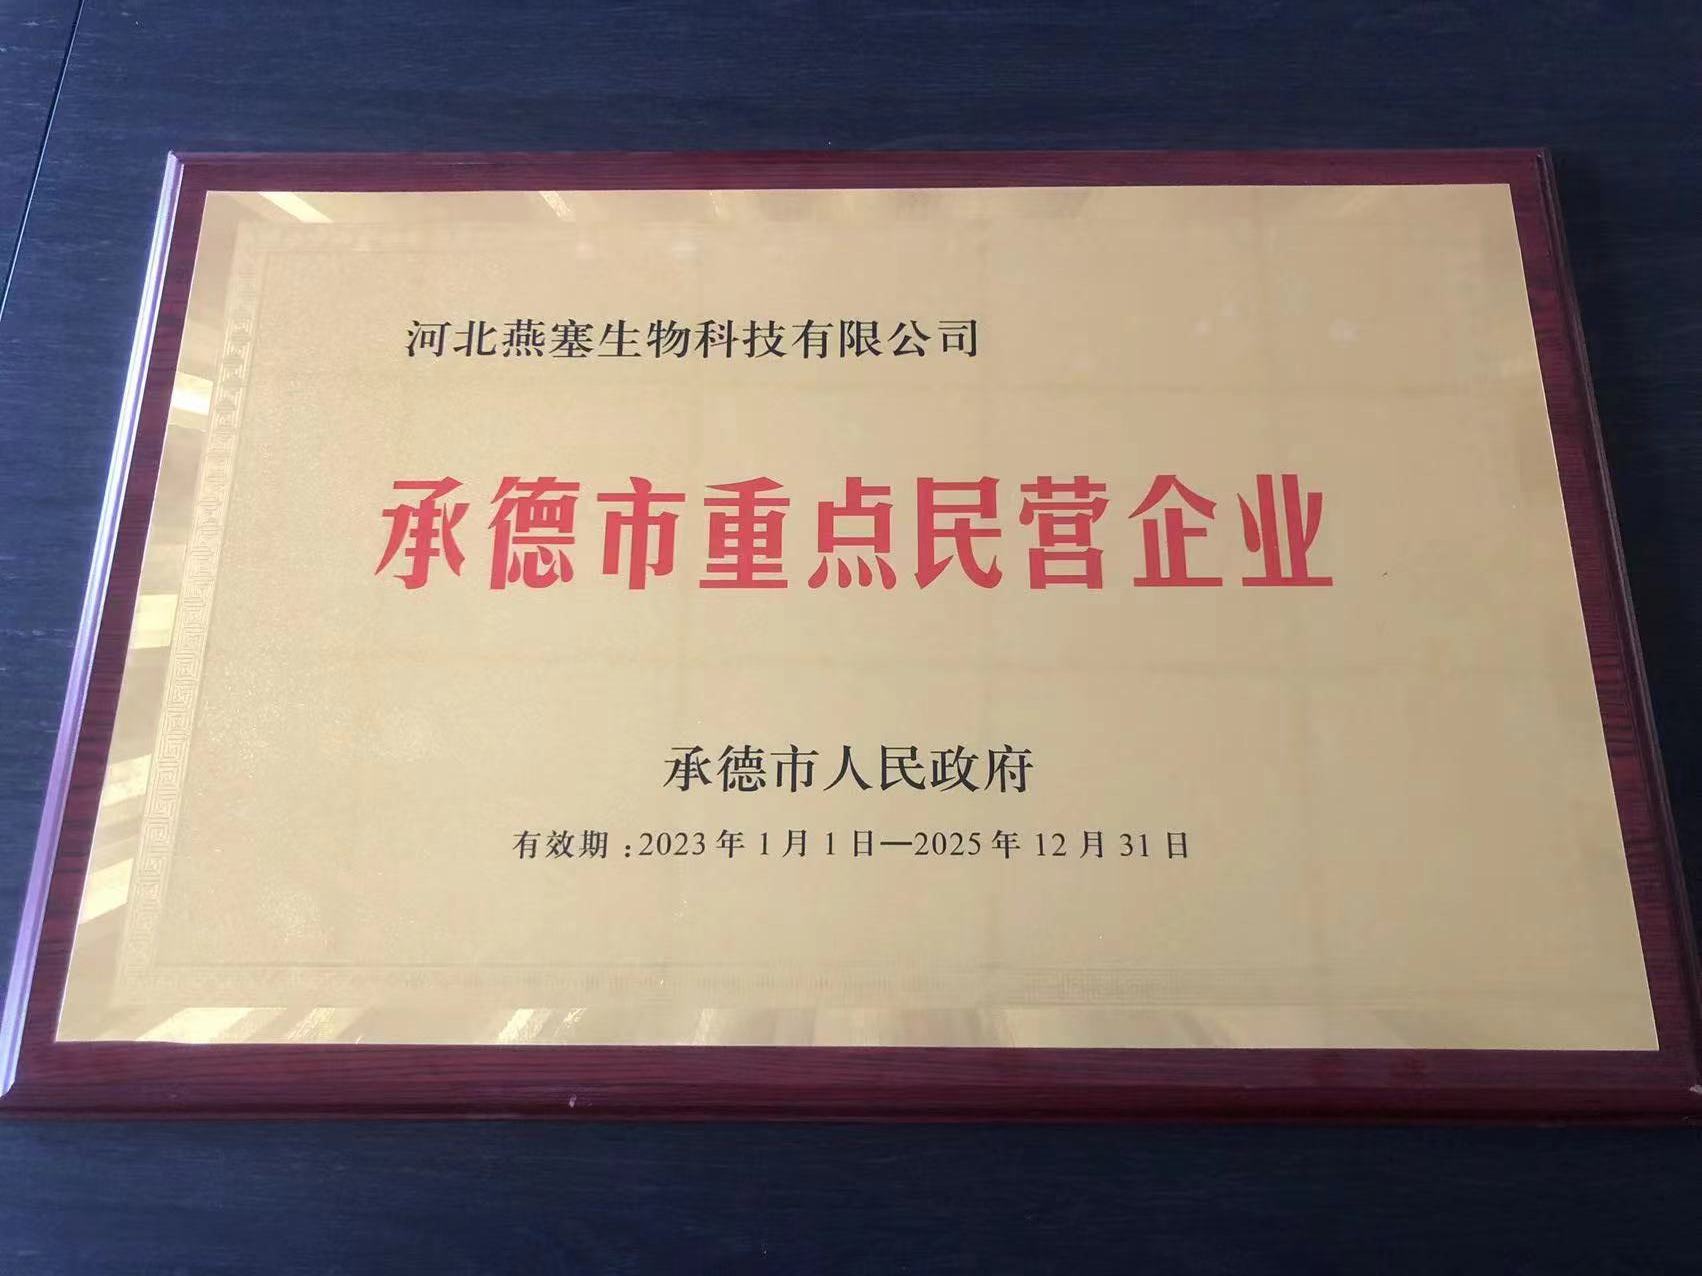 河北燕塞生物科技有限公司
承德市重点民营企业
承德市人民政府
有效期:2023年1月1日—2025年12月31日